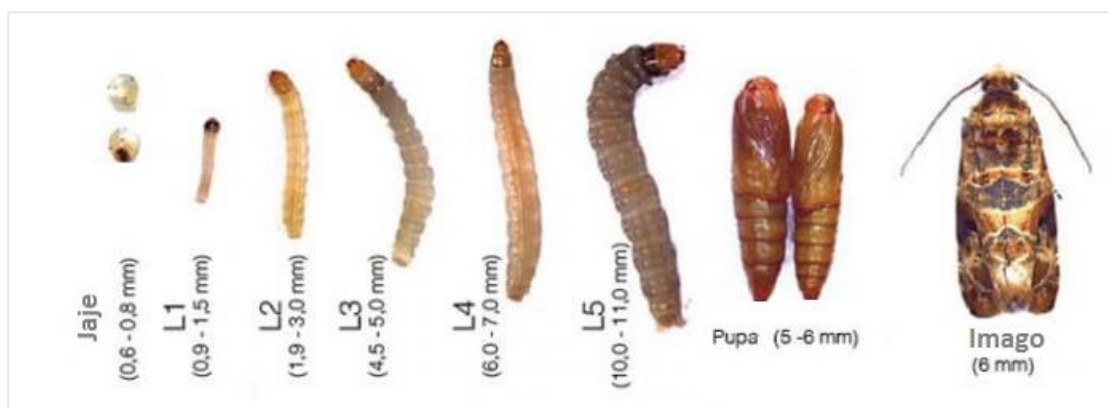 Jaje
(0,6 - 0,8 mm)
L1
(0,9 - 1,5 mm)
L2
(1,9 - 3,0 mm)
L3
(4,5 - 5,0 mm)
L4
(6,0 - 7,0 mm)
L5
(10,0 - 11,0 mm)
Pupa (5 -6 mm)
Imago
(6 mm)